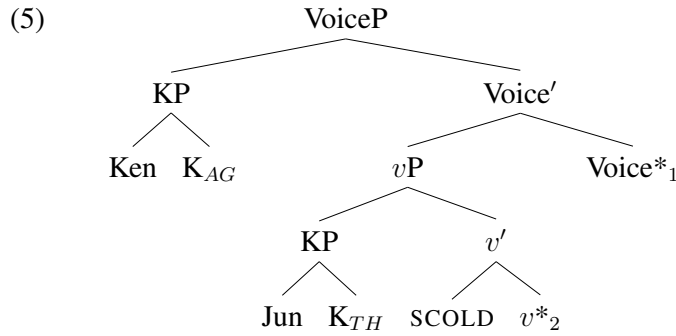 (5) VoiceP
KP Voice′
Ken K_AG vP Voice*₁
KP v′
Jun K_TH SCOLD v*₂